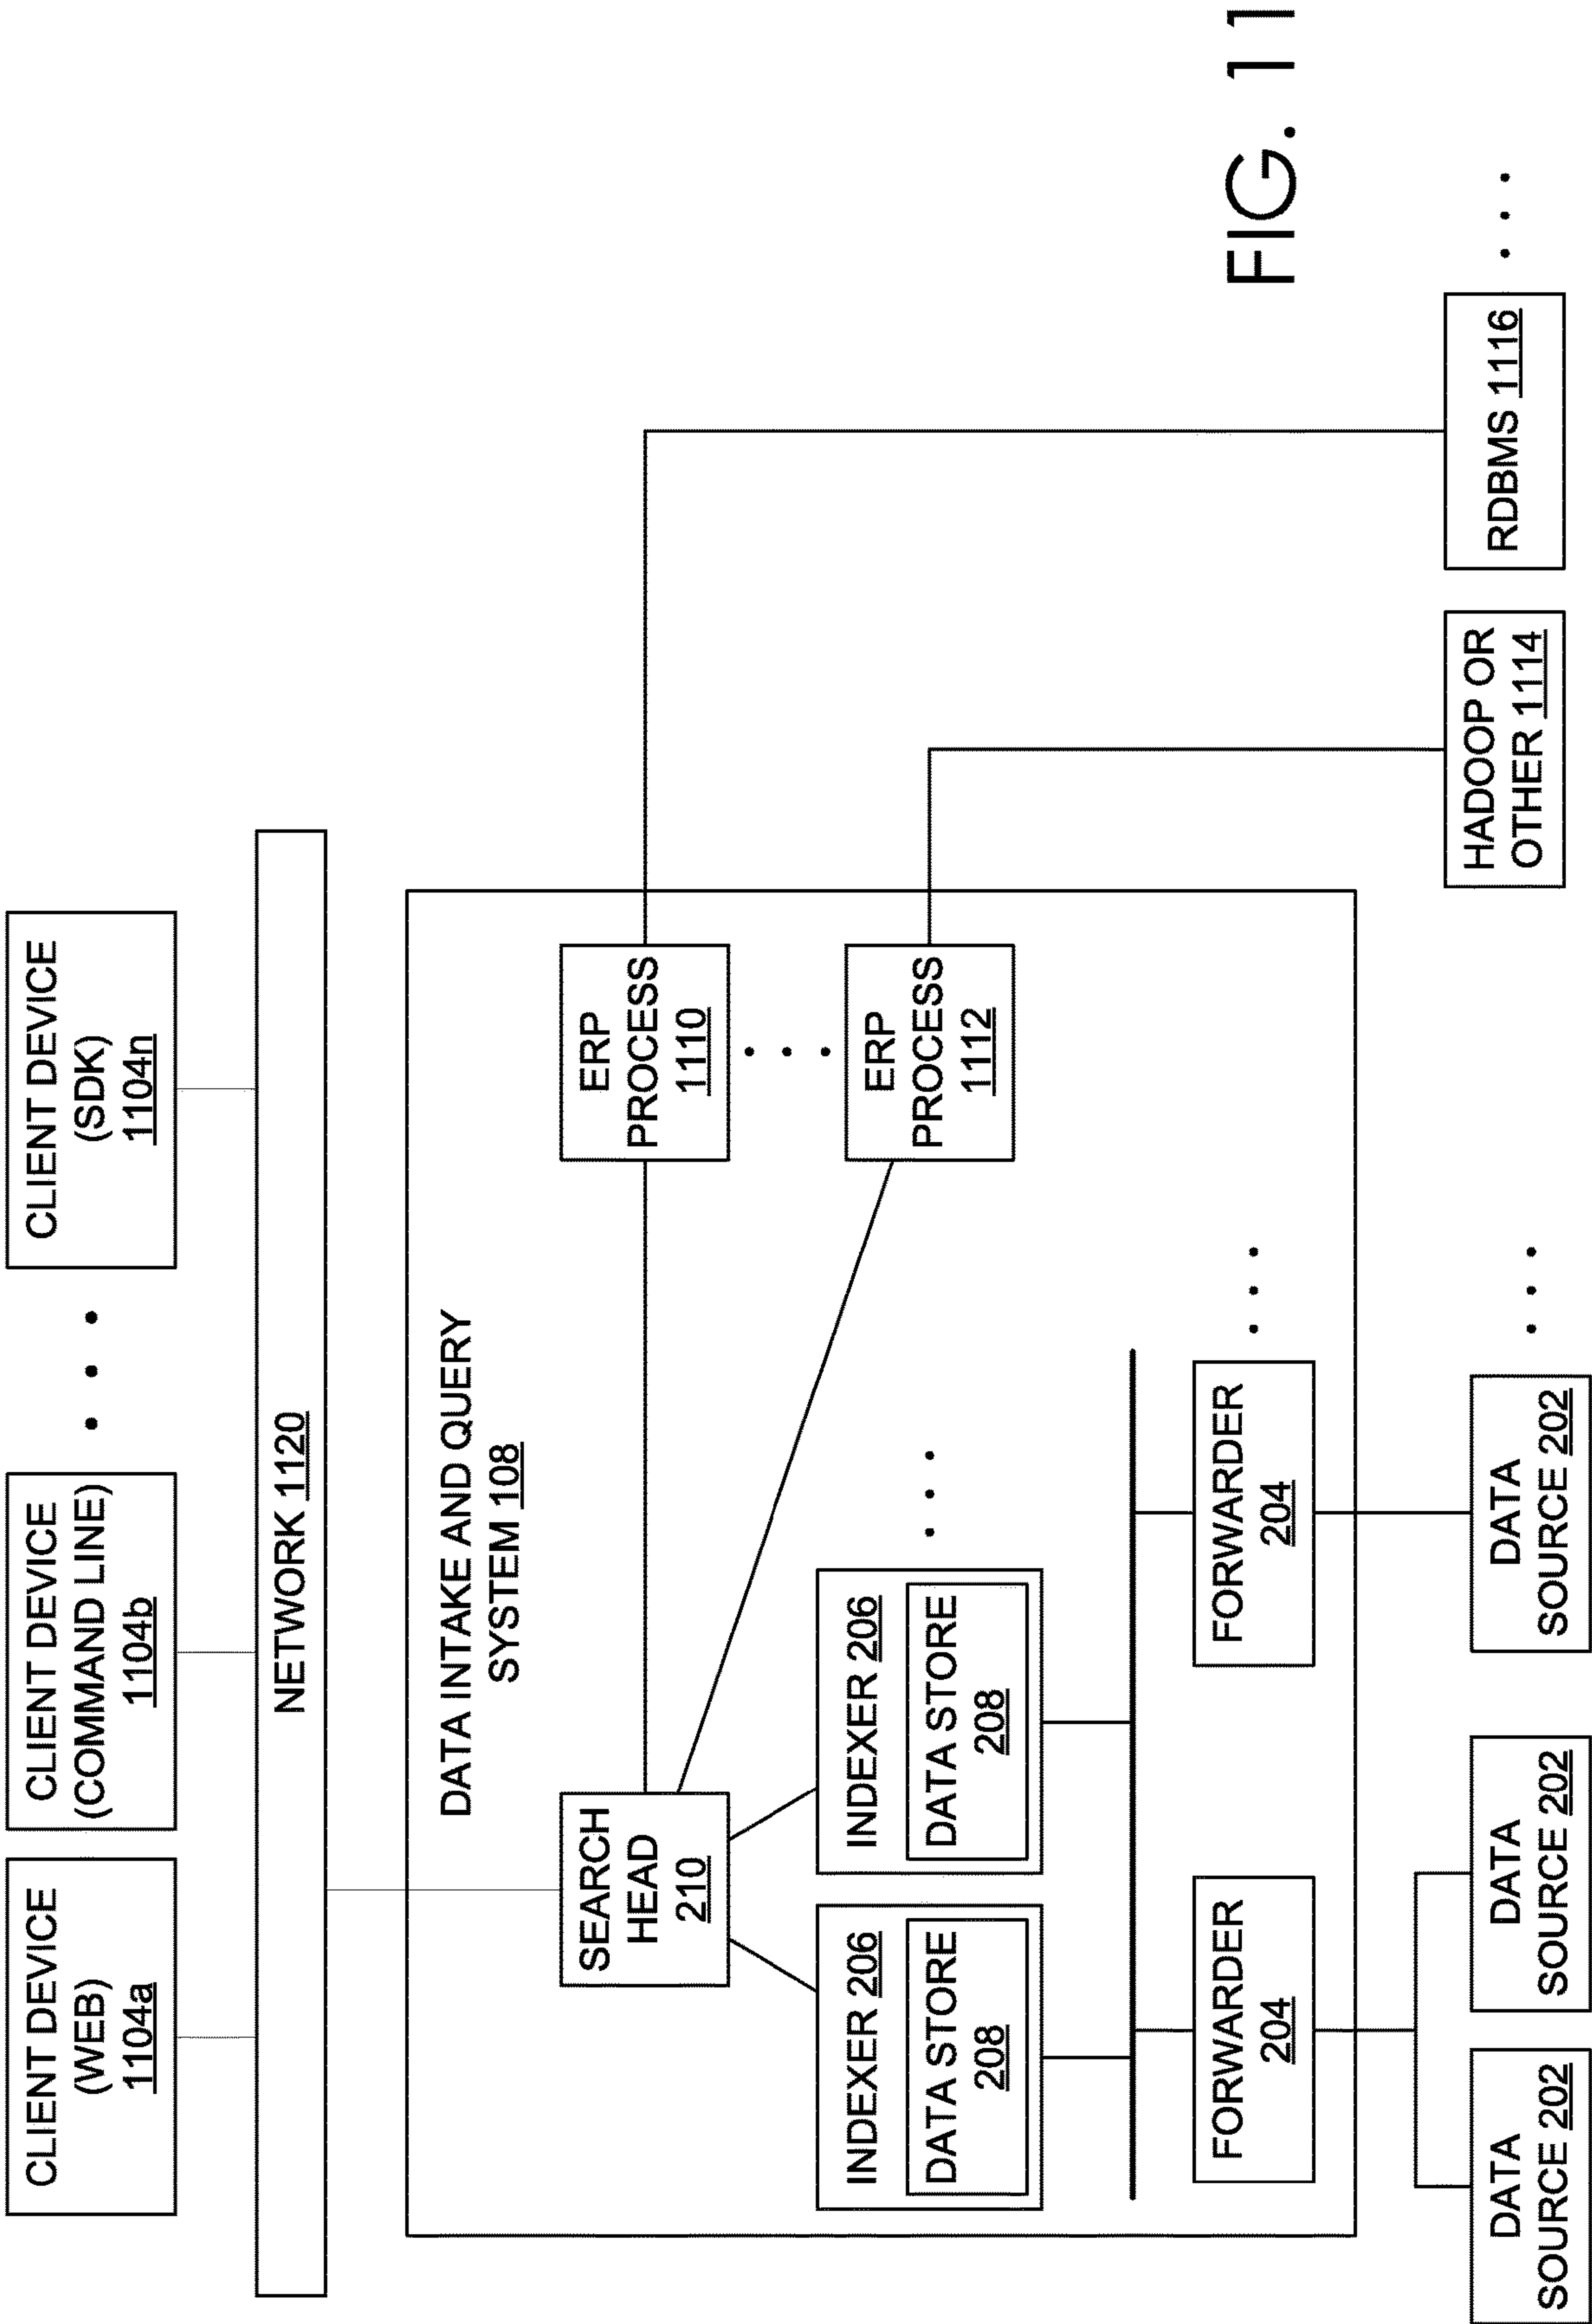 CLIENT DEVICE
(WEB)
1104a
CLIENT DEVICE
(COMMAND LINE)
1104b
CLIENT DEVICE
(SDK)
1104n
NETWORK 1120
DATA INTAKE AND QUERY
SYSTEM 108
SEARCH
HEAD
210
ERP
PROCESS
1110
INDEXER 206
DATA STORE
208
INDEXER 206
DATA STORE
208
ERP
PROCESS
1112
FORWARDER
204
FORWARDER
204
DATA
SOURCE 202
DATA
SOURCE 202
DATA
SOURCE 202
HADOOP OR
OTHER 1114
RDBMS 1116
FIG. 11